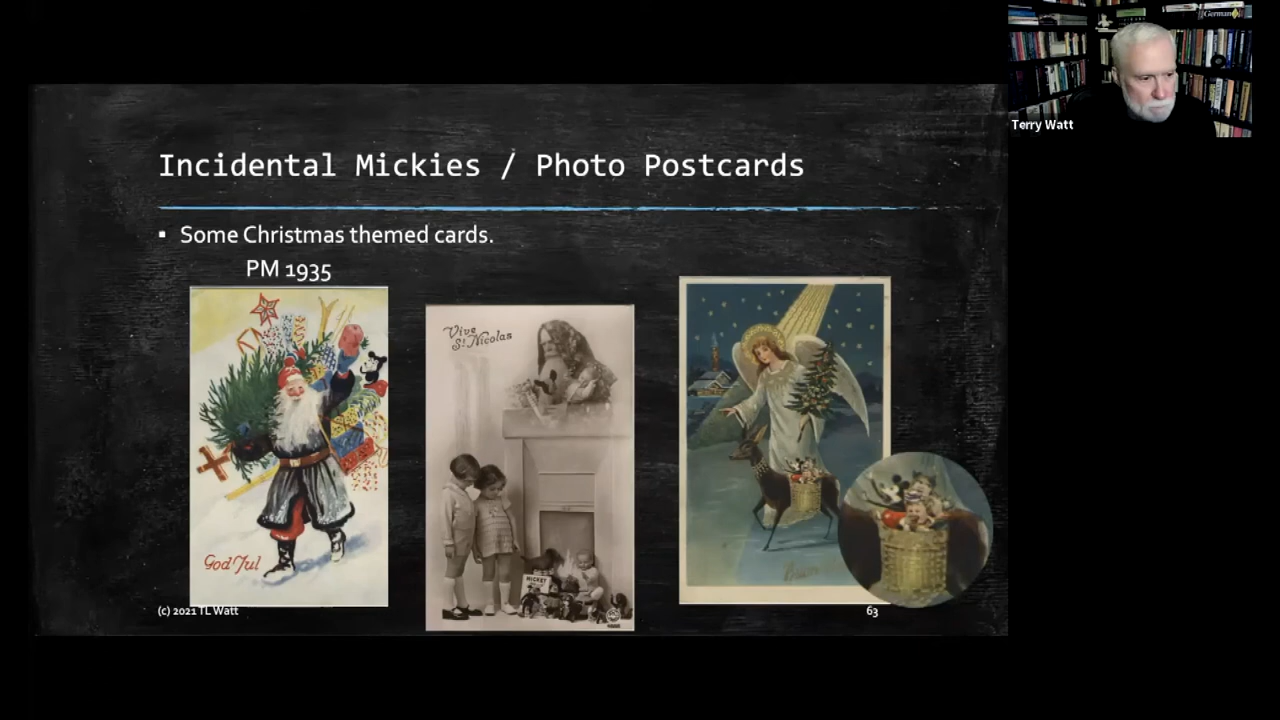 Incidental Mickies / Photo Postcards
▪ Some Christmas themed cards.
PM 1935
God Jul
Vive
St. Nicolas
MICKEY
(c) 2021 TL Watt
63
Terry Watt
German